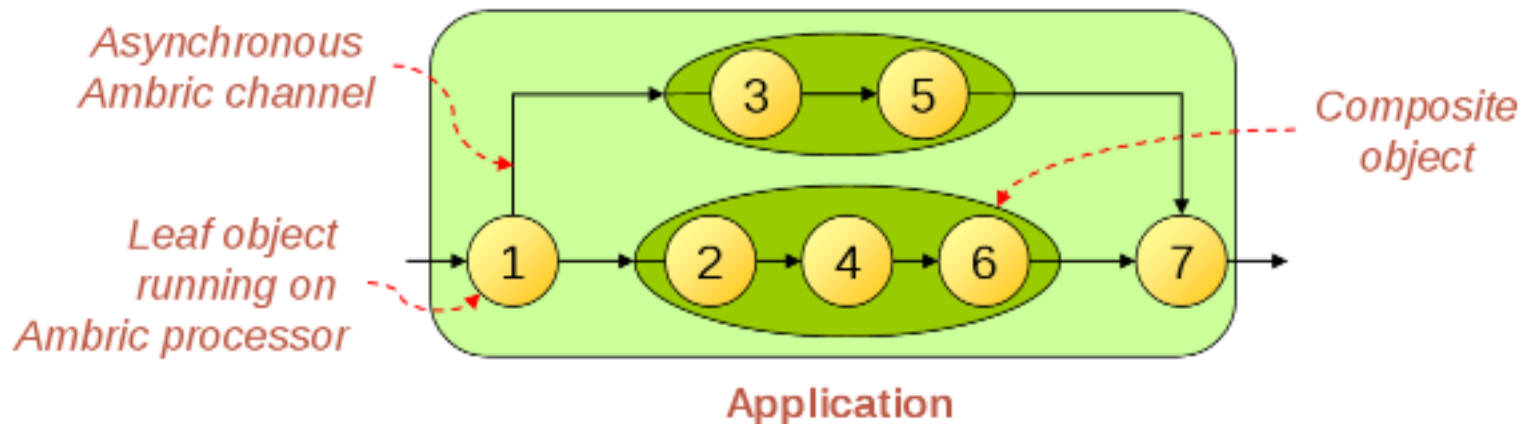 Asynchronous
Ambric channel
3
5
Composite
object
Leaf object
running on
Ambric processor
1
2
4
6
7
Application